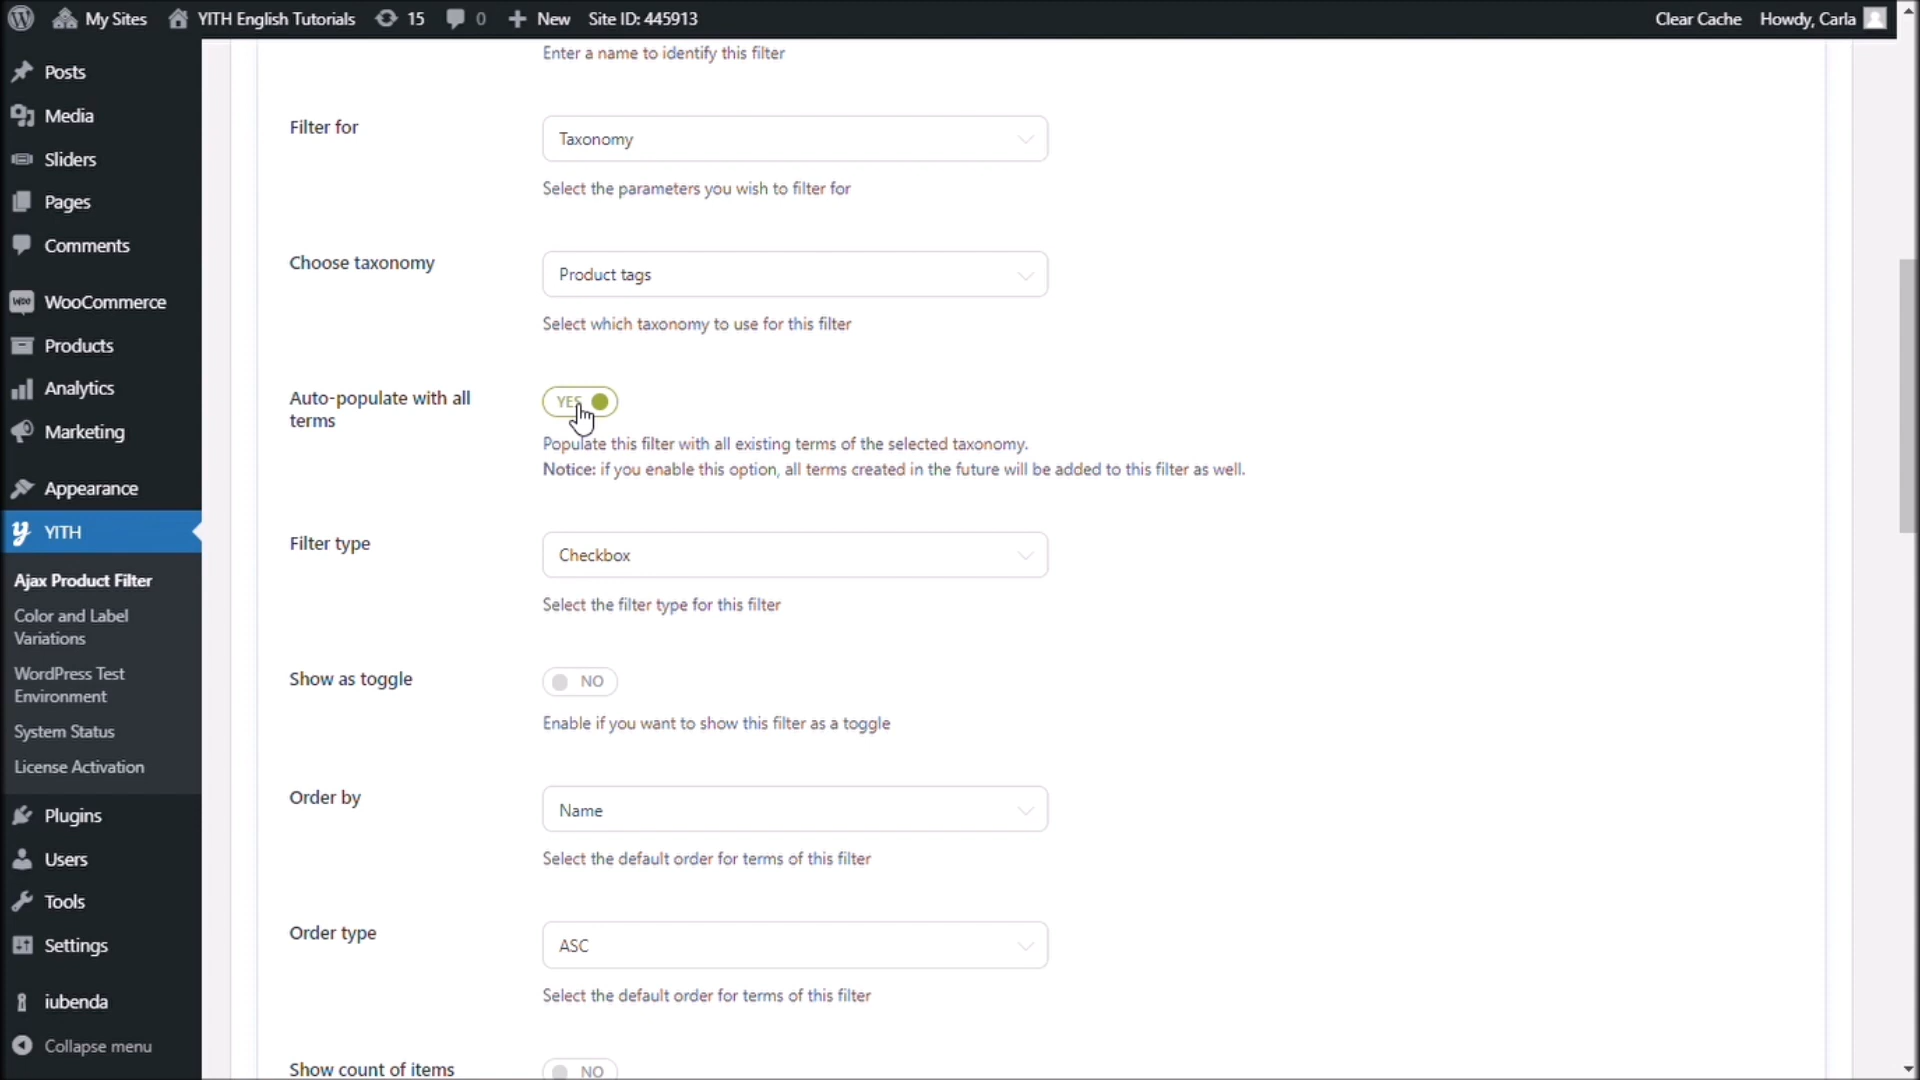 My Sites
YITH English Tutorials
15
0
New
Site ID: 445913
Clear Cache
Howdy, Carla
Posts
Media
Sliders
Pages
Comments
WooCommerce
Products
Analytics
Marketing
Appearance
YITH
Ajax Product Filter
Color and Label
Variations
WordPress Test
Environment
System Status
License Activation
Plugins
Users
Tools
Settings
iubenda
Collapse menu
Enter a name to identify this filter
Filter for
Taxonomy
Select the parameters you wish to filter for
Choose taxonomy
Product tags
Select which taxonomy to use for this filter
Auto-populate with all
terms
YES
Populate this filter with all existing terms of the selected taxonomy.
Notice: if you enable this option, all terms created in the future will be added to this filter as well.
Filter type
Checkbox
Select the filter type for this filter
Show as toggle
NO
Enable if you want to show this filter as a toggle
Order by
Name
Select the default order for terms of this filter
Order type
ASC
Select the default order for terms of this filter
Show count of items
NO